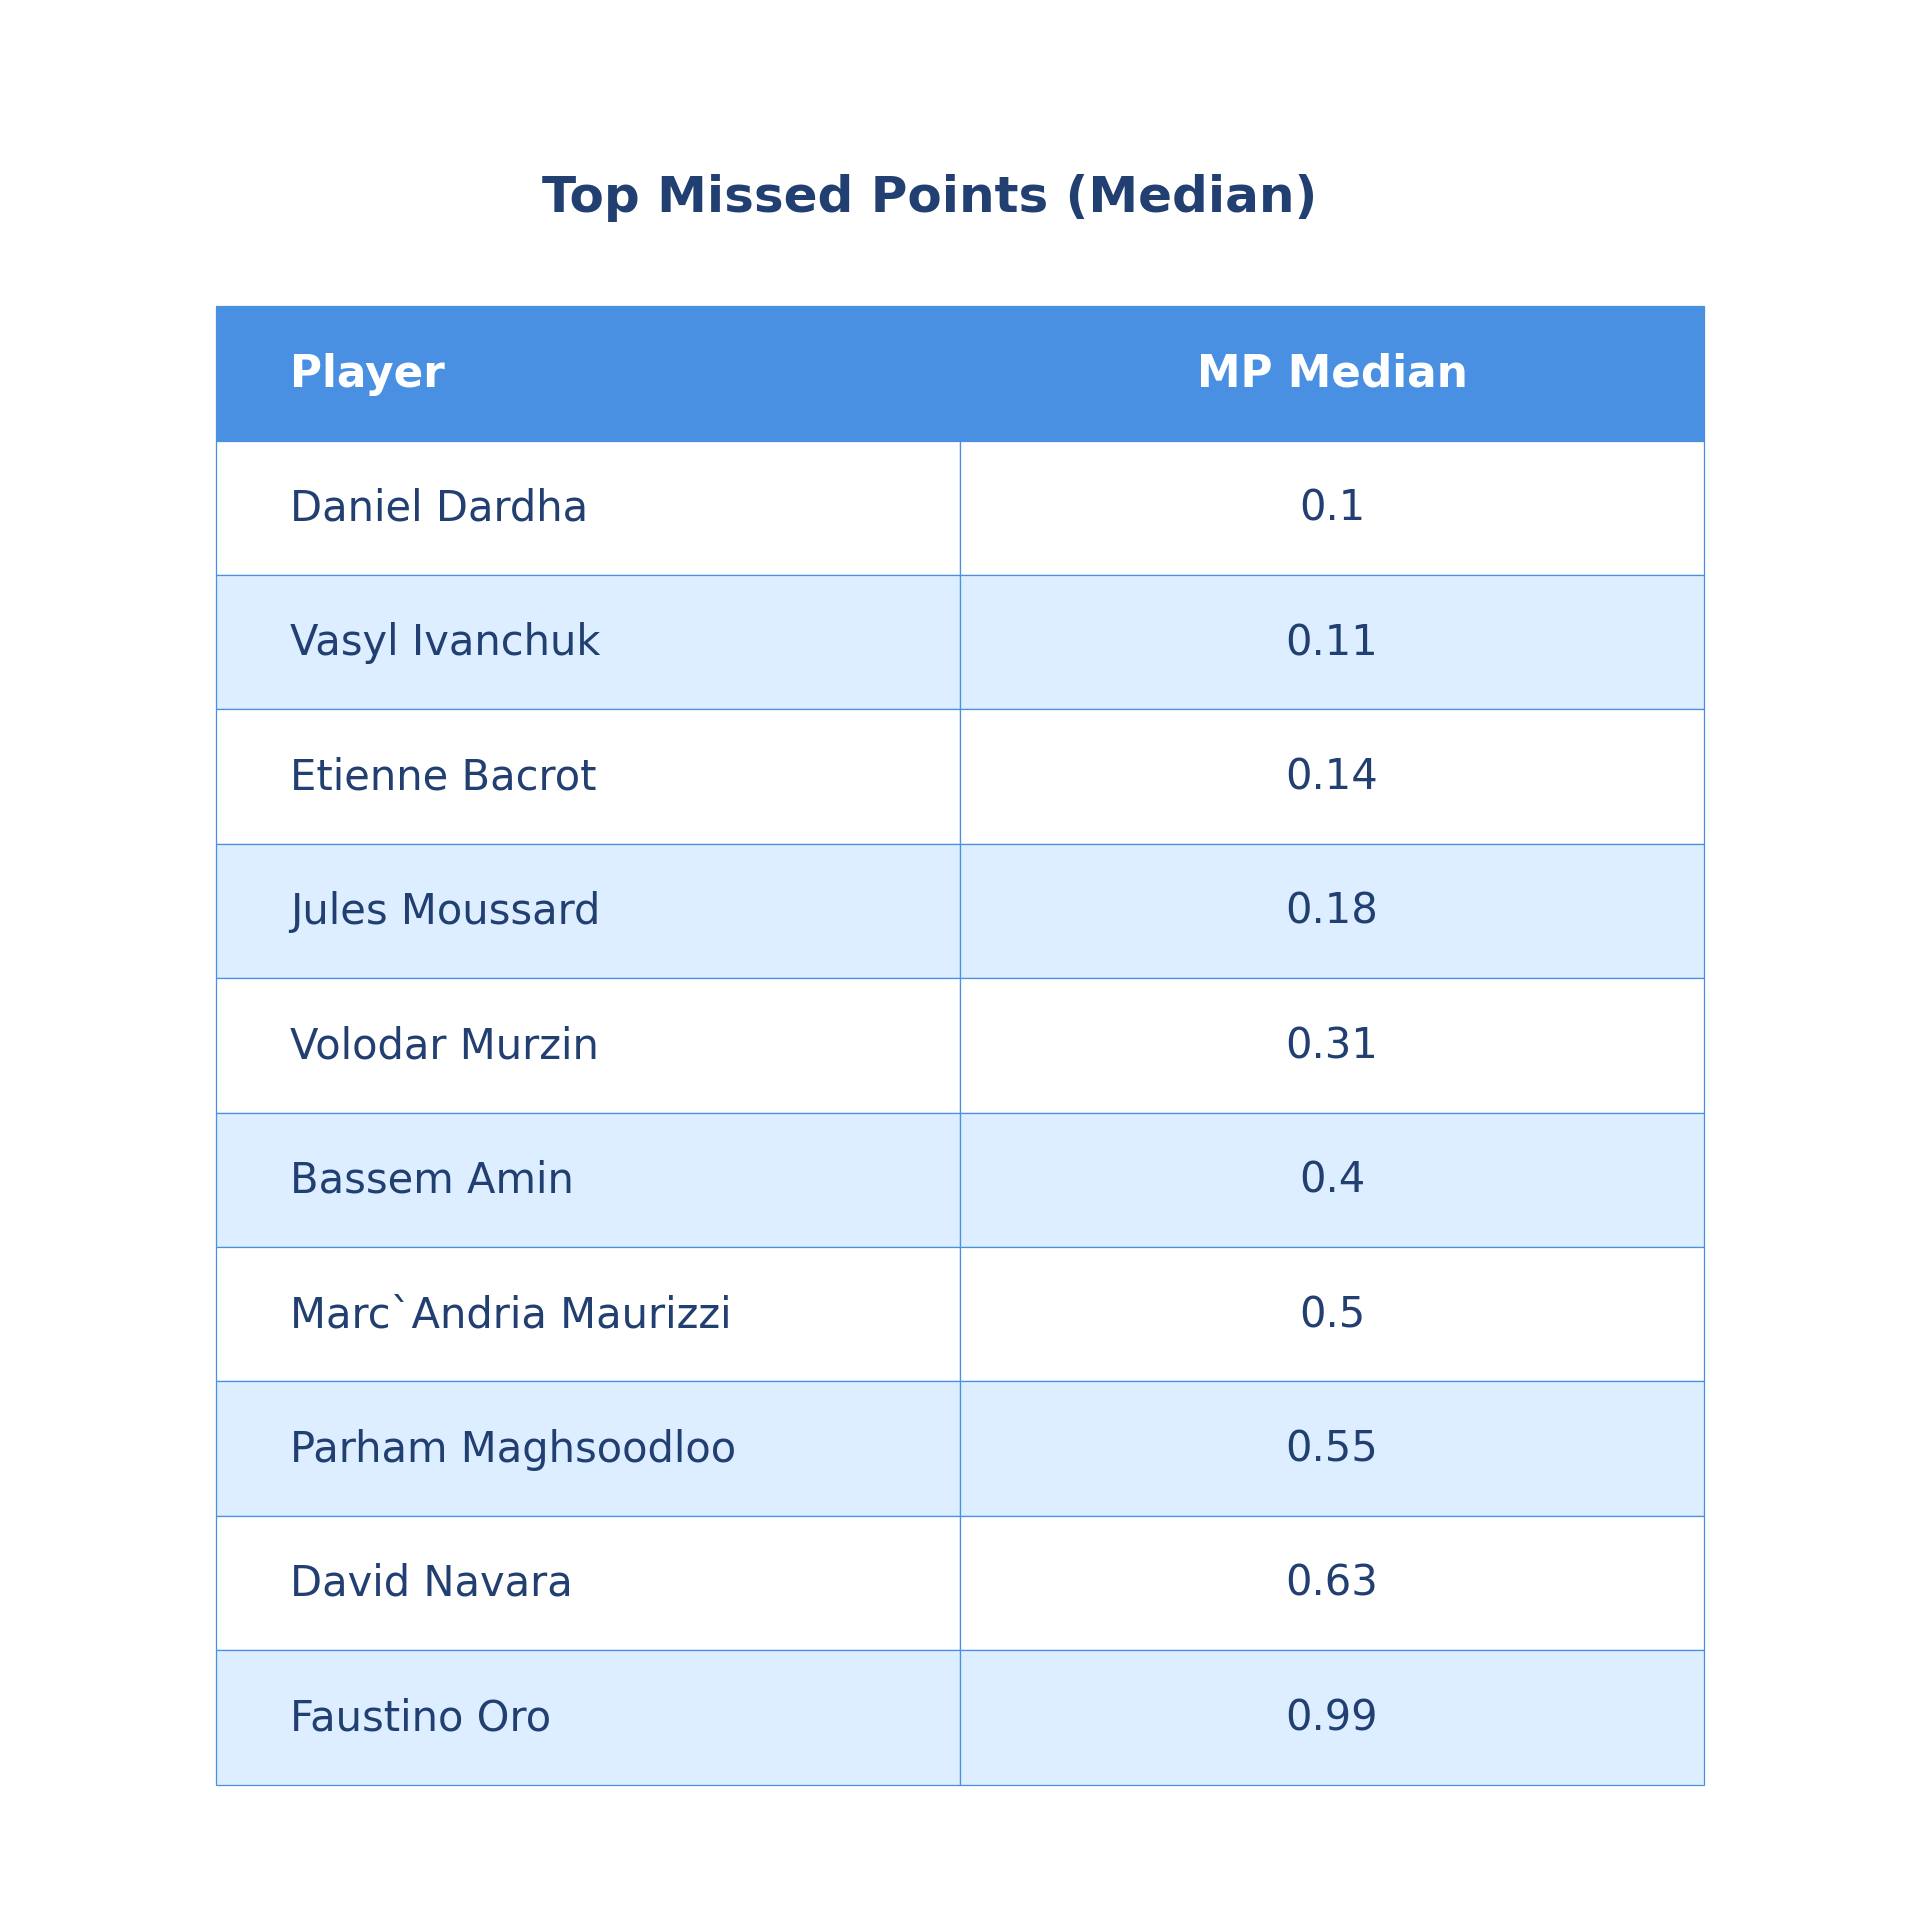 Top Missed Points (Median)
Player MP Median
Daniel Dardha 0.1
Vasyl Ivanchuk 0.11
Etienne Bacrot 0.14
Jules Moussard 0.18
Volodar Murzin 0.31
Bassem Amin 0.4
Marc`Andria Maurizzi 0.5
Parham Maghsoodloo 0.55
David Navara 0.63
Faustino Oro 0.99